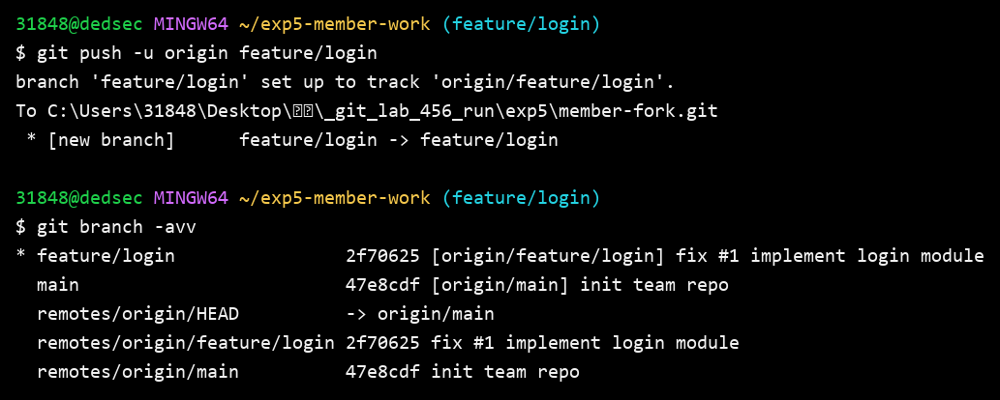 31848@dedsec MINGW64 ~/exp5-member-work (feature/login)
$ git push -u origin feature/login
branch 'feature/login' set up to track 'origin/feature/login'.
To C:\Users\31848\Desktop\\_git_lab_456_run\exp5\member-fork.git
 * [new branch]      feature/login -> feature/login

31848@dedsec MINGW64 ~/exp5-member-work (feature/login)
$ git branch -avv
* feature/login                2f70625 [origin/feature/login] fix #1 implement login module
  main                         47e8cdf [origin/main] init team repo
  remotes/origin/HEAD          -> origin/main
  remotes/origin/feature/login 2f70625 fix #1 implement login module
  remotes/origin/main          47e8cdf init team repo